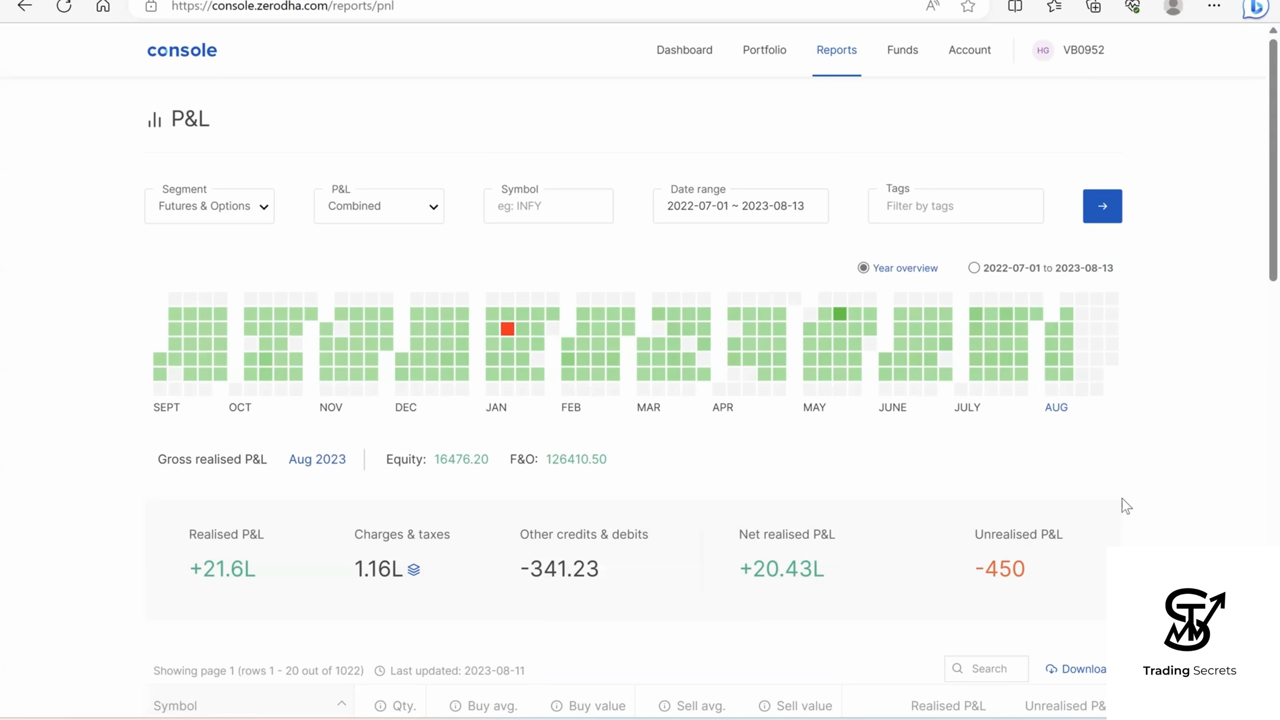 https://console.zerodha.com/reports/pnl
console
Dashboard Portfolio Reports Funds Account HG VB0952
P&L
Segment P&L Symbol Date range Tags
Futures & Options Combined eg: INFY 2022-07-01 ~ 2023-08-13 Filter by tags
Year overview 2022-07-01 to 2023-08-13
SEPT OCT NOV DEC JAN FEB MAR APR MAY JUNE JULY AUG
Gross realised P&L Aug 2023 Equity: 16476.20 F&O: 126410.50
Realised P&L Charges & taxes Other credits & debits Net realised P&L Unrealised P&L
+21.6L 1.16L -341.23 +20.43L -450
Showing page 1 (rows 1 - 20 out of 1022) Last updated: 2023-08-11 Search Downloa
Symbol Qty. Buy avg. Buy value Sell avg. Sell value Realised P&L Unrealised P&
STM
Trading Secrets